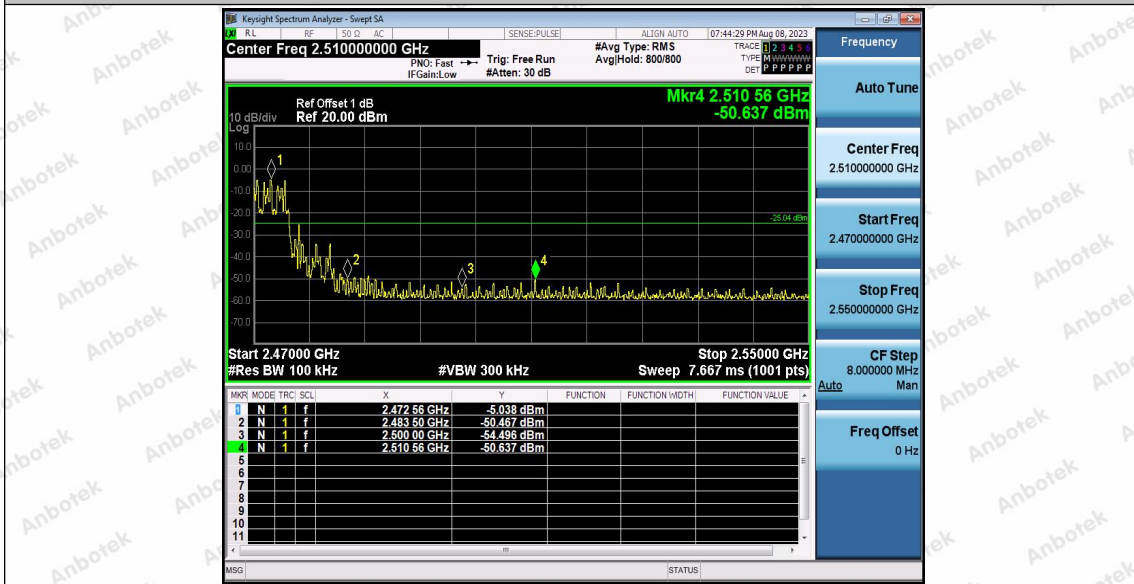 Keysight Spectrum Analyzer - Swept SA
LXI RL RF 50 Ω AC SENSE:PULSE ALIGN AUTO 07:44:29 PM Aug 08, 2023
Center Freq 2.510000000 GHz
#Avg Type: RMS
TRACE 1 2 3 4 5 6
PNO: Fast Trig: Free Run Avg|Hold: 800/800 TYPE M W W W W W
IFGain:Low #Atten: 30 dB DET P P P P P P
Frequency
Mkr4 2.510 56 GHz
-50.637 dBm
Ref Offset 1 dB
10 dB/div Ref 20.00 dBm
Log
10.0
0.00
-10.0
-20.0
-30.0
-40.0
-50.0
-60.0
-70.0
1
2
3
4
-25.04 dBm
Start 2.47000 GHz Stop 2.55000 GHz
#Res BW 100 kHz #VBW 300 kHz Sweep 7.667 ms (1001 pts)
MKR MODE TRC SCL X Y FUNCTION FUNCTION WIDTH FUNCTION VALUE
1 N 1 f 2.472 56 GHz -5.038 dBm
2 N 1 f 2.483 50 GHz -50.467 dBm
3 N 1 f 2.500 00 GHz -54.496 dBm
4 N 1 f 2.510 56 GHz -50.637 dBm
5
6
7
8
9
10
11
MSG STATUS
Auto Tune
Center Freq
2.510000000 GHz
Start Freq
2.470000000 GHz
Stop Freq
2.550000000 GHz
CF Step
8.000000 MHz
Auto Man
Freq Offset
0 Hz
Anbotek